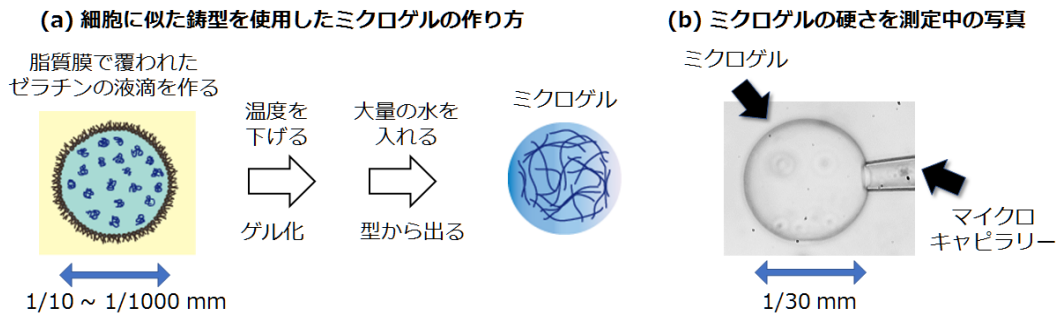 (a) 細胞に似た鋳型を使用したミクロゲルの作り方
脂質膜で覆われた
ゼラチンの液滴を作る
温度を
下げる
ゲル化
大量の水を
入れる
型から出る
ミクロゲル
1/10 ~ 1/1000 mm
(b) ミクロゲルの硬さを測定中の写真
ミクロゲル
マイクロ
キャピラリー
1/30 mm